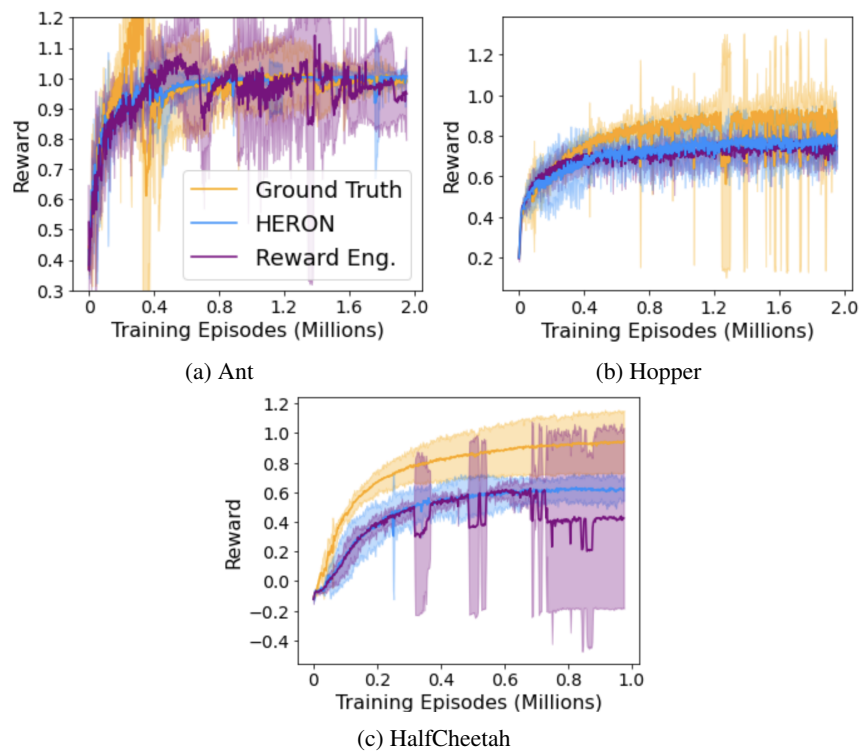 1.2
1.1
1.0
0.9
0.8
0.7
0.6
0.5
0.4
0.3
Reward
Ground Truth
HERON
Reward Eng.
0 0.4 0.8 1.2 1.6 2.0
Training Episodes (Millions)
(a) Ant
1.4
1.2
1.0
0.8
0.6
0.4
0.2
Reward
0 0.4 0.8 1.2 1.6 2.0
Training Episodes (Millions)
(b) Hopper
1.2
1.0
0.8
0.6
0.4
0.2
0.0
−0.2
−0.4
Reward
0 0.2 0.4 0.6 0.8 1.0
Training Episodes (Millions)
(c) HalfCheetah